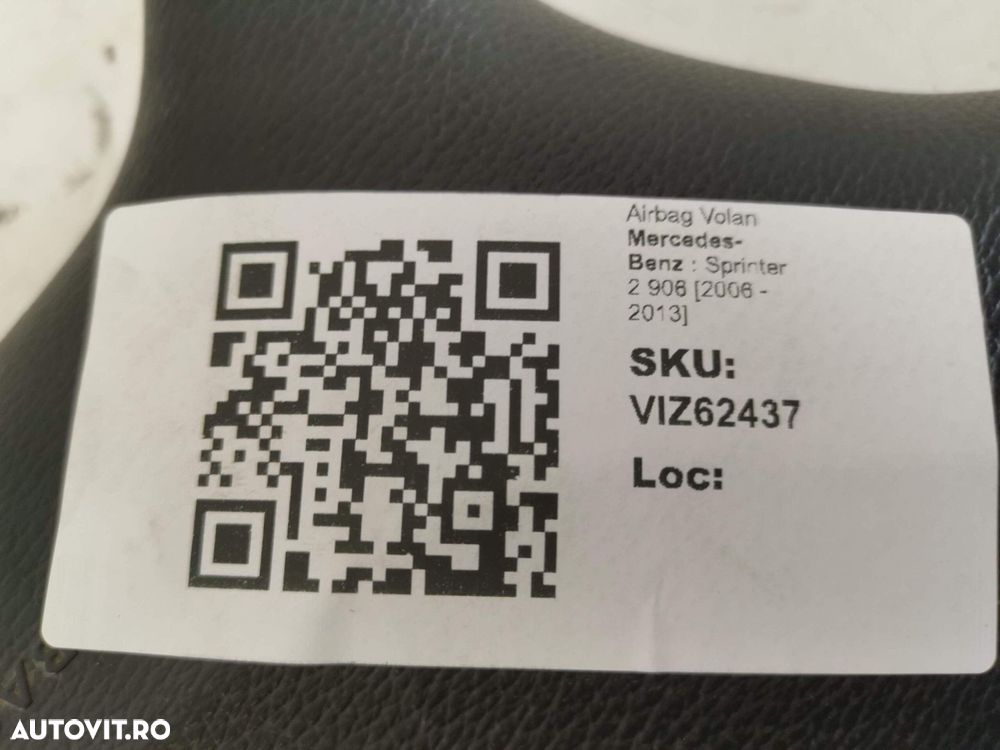 Airbag Volan
Mercedes-
Benz : Sprinter
2 906 [2006 -
2013]
SKU:
VIZ62437
Loc:
AUTOVIT.RO